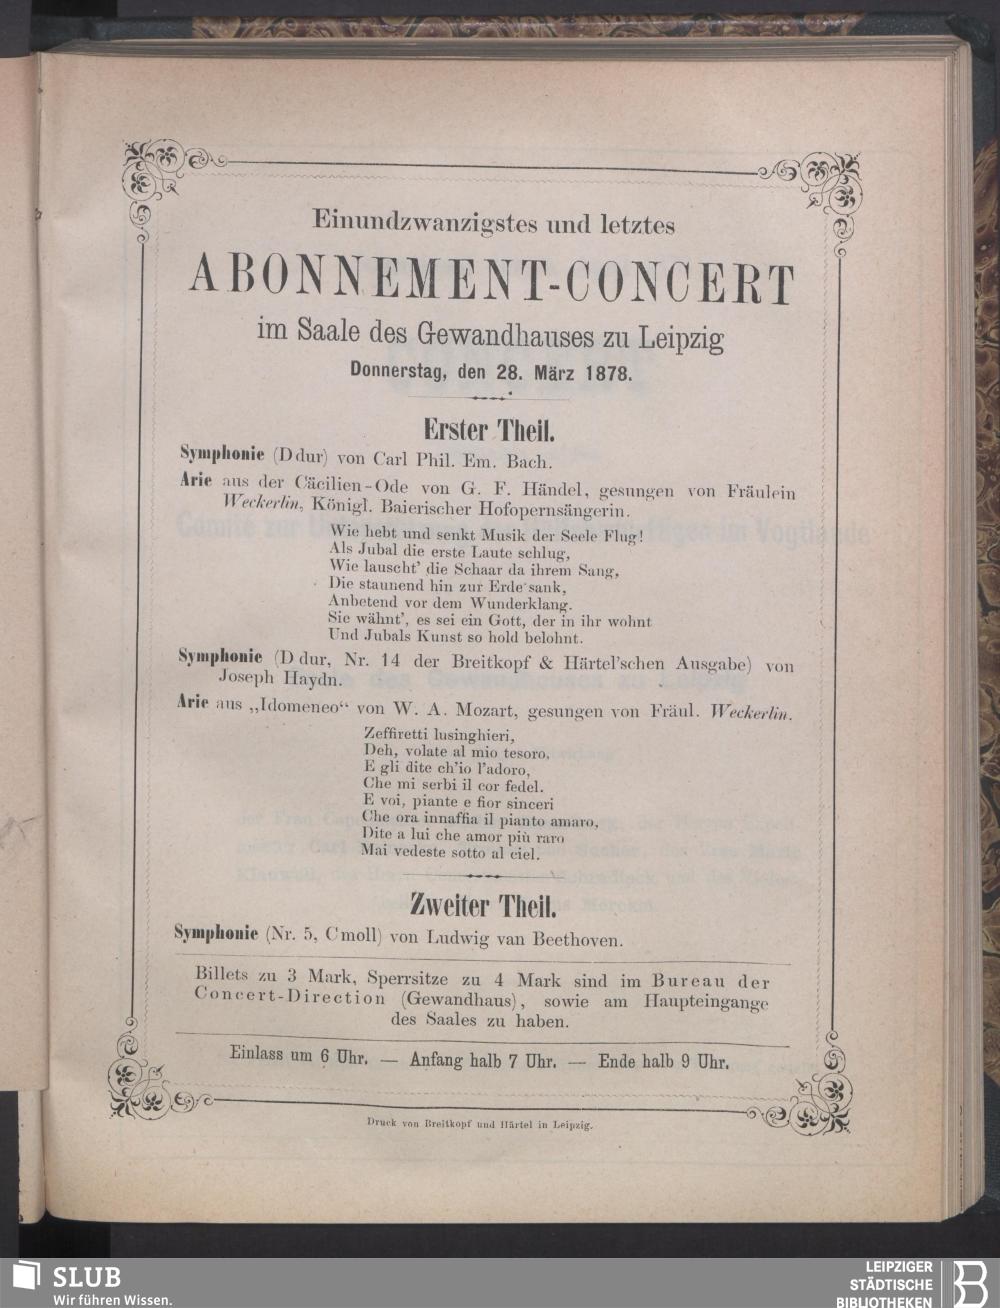 Einundzwanzigstes und letztes
ABONNEMENT-CONCERT
im Saale des Gewandhauses zu Leipzig
Donnerstag, den 28. März 1878.
Erster Theil.
Symphonie (D dur) von Carl Phil. Em. Bach.
Arie aus der Cäcilien-Ode von G. F. Händel, gesungen von Fräulein
Weckerlin, Königl. Baierischer Hofopernsängerin.
Wie hebt und senkt Musik der Seele Flug!
Als Jubal die erste Laute schlug,
Wie lauscht' die Schaar da ihrem Sang,
Die staunend hin zur Erde sank,
Anbetend vor dem Wunderklang.
Sie wähnt', es sei ein Gott, der in ihr wohnt
Und Jubals Kunst so hold belohnt.
Symphonie (D dur, Nr. 14 der Breitkopf & Härtel'schen Ausgabe) von
Joseph Haydn.
Arie aus „Idomeneo“ von W. A. Mozart, gesungen von Fräul. Weckerlin.
Zeffiretti lusinghieri,
Deh, volate al mio tesoro,
E gli dite ch'io l'adoro,
Che mi serbi il cor fedel.
E voi, piante e fior sinceri
Che ora innaffia il pianto amaro,
Dite a lui che amor più raro
Mai vedeste sotto al ciel.
Zweiter Theil.
Symphonie (Nr. 5, C moll) von Ludwig van Beethoven.
Billets zu 3 Mark, Sperrsitze zu 4 Mark sind im Bureau der
Concert-Direction (Gewandhaus), sowie am Haupteingange
des Saales zu haben.
Einlass um 6 Uhr. — Anfang halb 7 Uhr. — Ende halb 9 Uhr.
Druck von Breitkopf und Härtel in Leipzig.
SLUB
Wir führen Wissen.
LEIPZIGER
STÄDTISCHE
BIBLIOTHEKEN